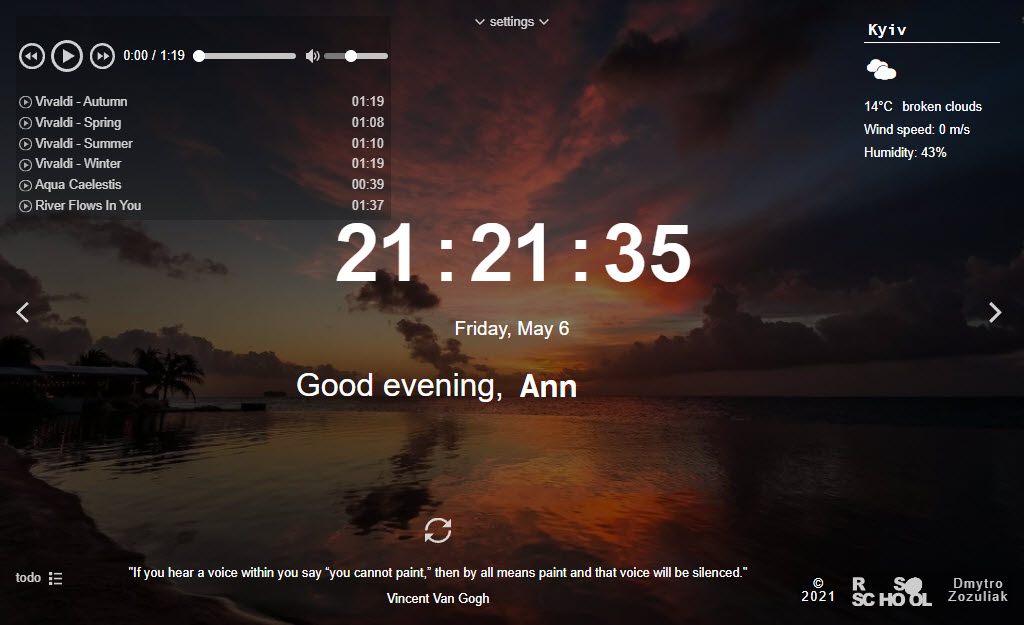 settings
0:00 / 1:19
Vivaldi - Autumn 01:19
Vivaldi - Spring 01:08
Vivaldi - Summer 01:10
Vivaldi - Winter 01:19
Aqua Caelestis 00:39
River Flows In You 01:37
Kyiv
14°C broken clouds
Wind speed: 0 m/s
Humidity: 43%
21:21:35
Friday, May 6
Good evening, Ann
"If you hear a voice within you say “you cannot paint,” then by all means paint and that voice will be silenced."
Vincent Van Gogh
todo
©
2021
R S
SCHOOL
Dmytro
Zozuliak